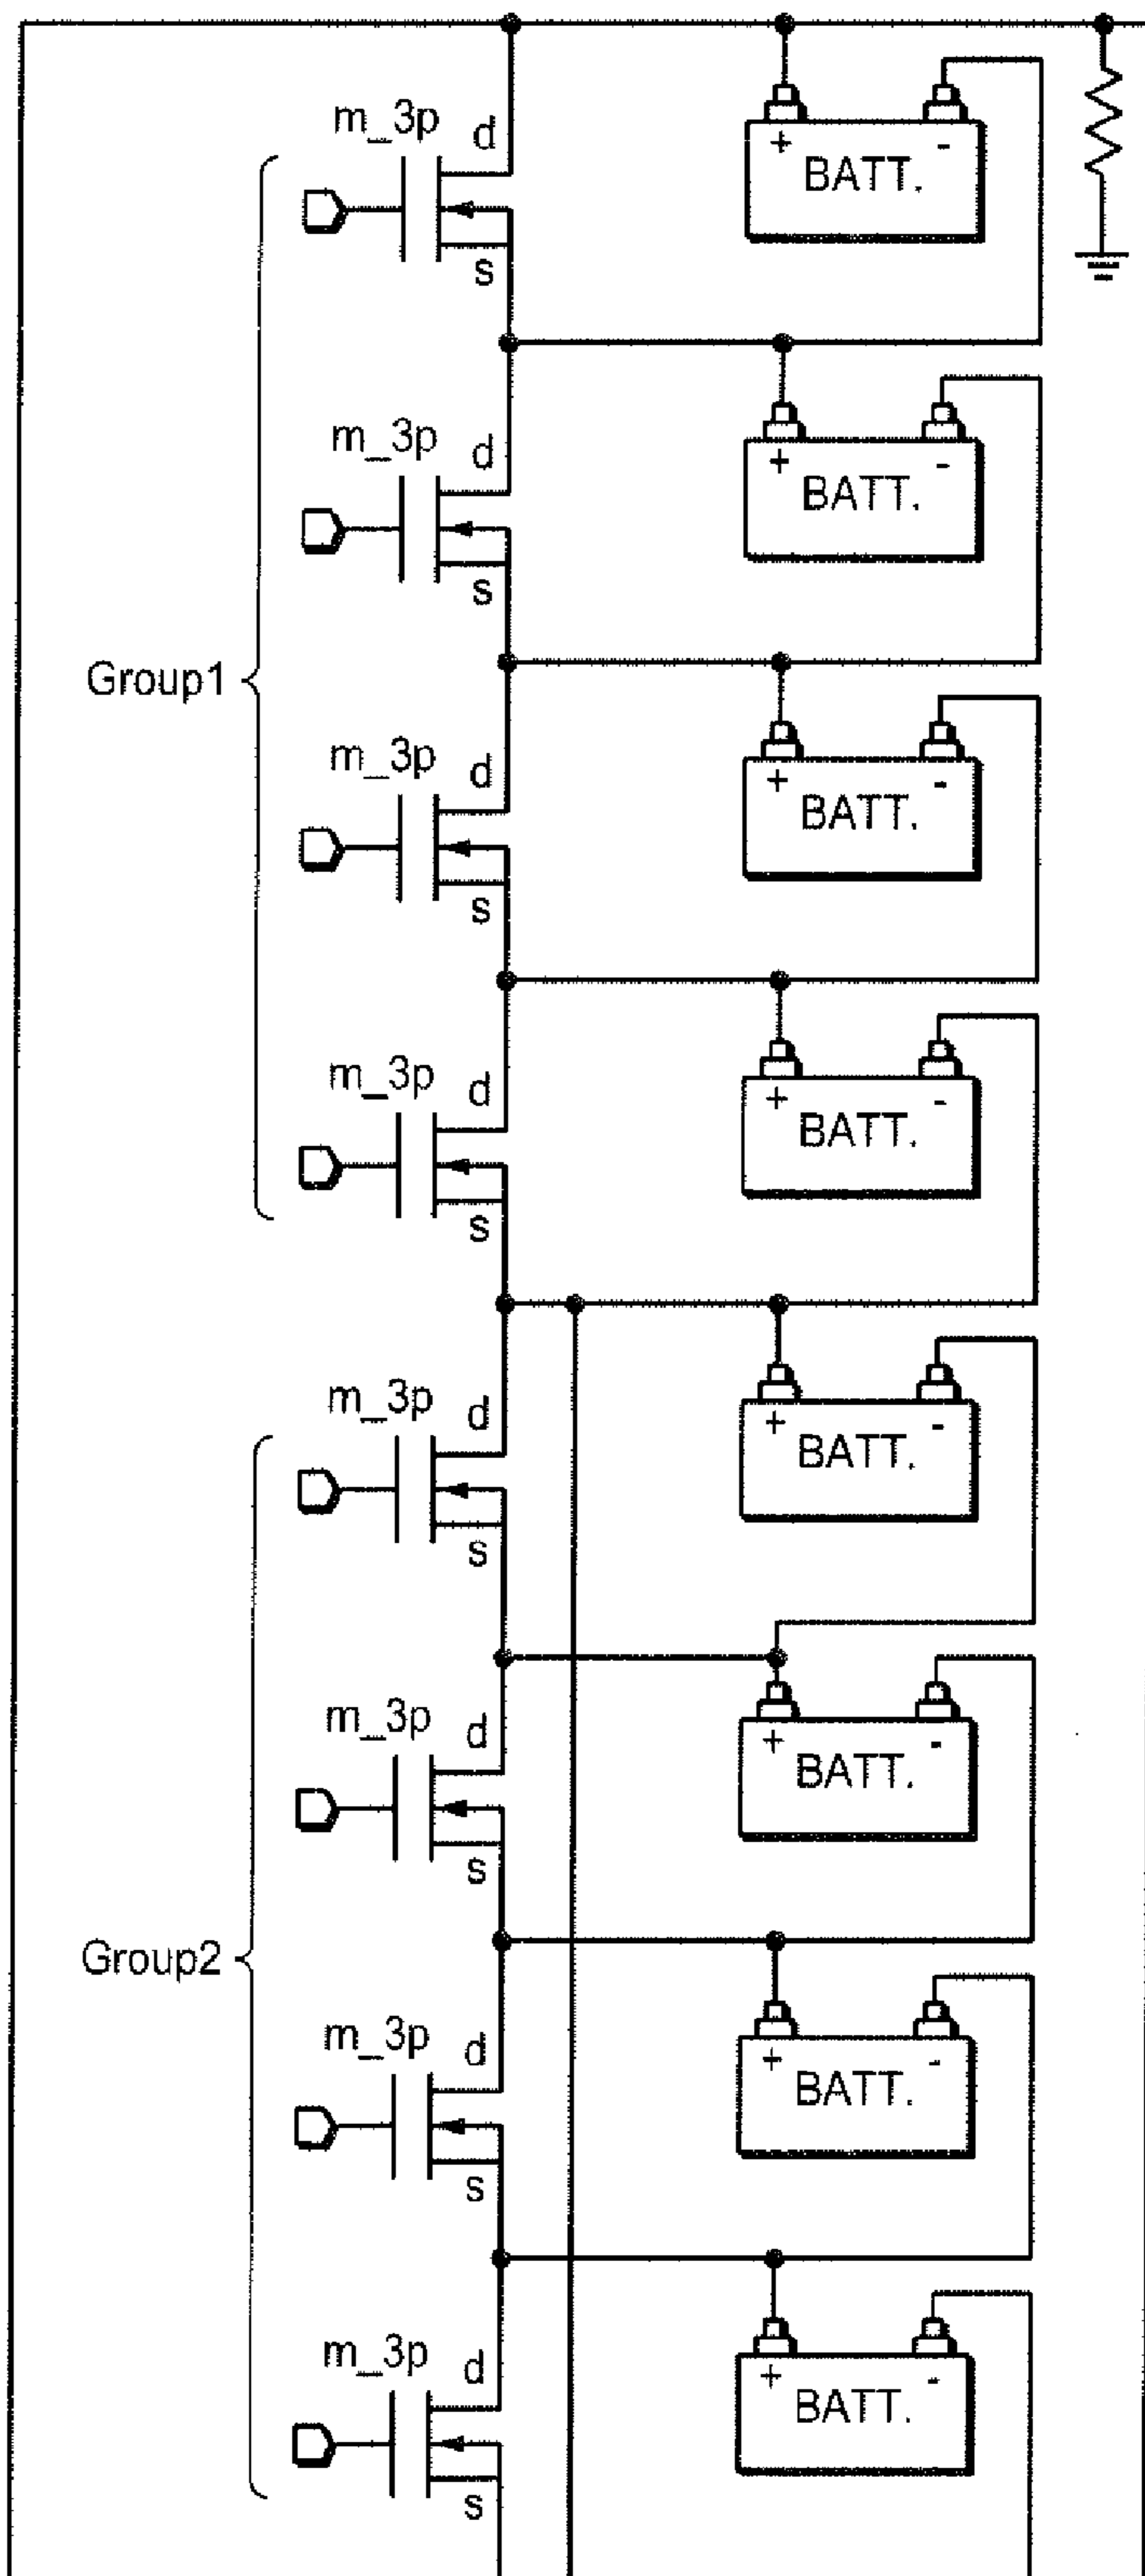 m_3p
d
s
+
-
BATT.
m_3p
d
s
+
-
BATT.
Group1
m_3p
d
s
+
-
BATT.
m_3p
d
s
+
-
BATT.
m_3p
d
s
+
-
BATT.
m_3p
d
s
+
-
BATT.
Group2
m_3p
d
s
+
-
BATT.
m_3p
d
s
+
-
BATT.